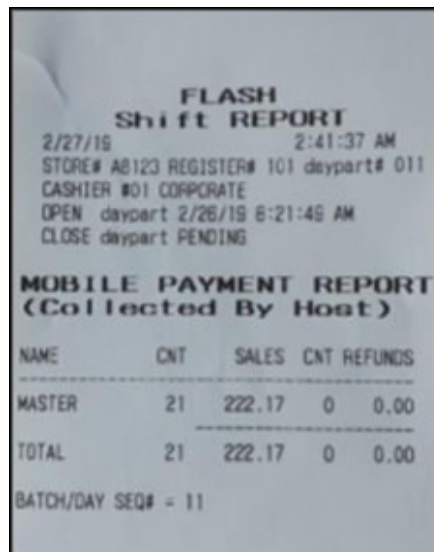 FLASH
Shift REPORT
2/27/19 2:41:37 AM
STORE# AB123 REGISTER# 101 daypart# 011
CASHIER #01 CORPORATE
OPEN daypart 2/26/19 6:21:49 AM
CLOSE daypart PENDING
MOBILE PAYMENT REPORT
(Collected By Host)
NAME CNT SALES CNT REFUNDS
MASTER 21 222.17 0 0.00
TOTAL 21 222.17 0 0.00
BATCH/DAY SEQ# = 11